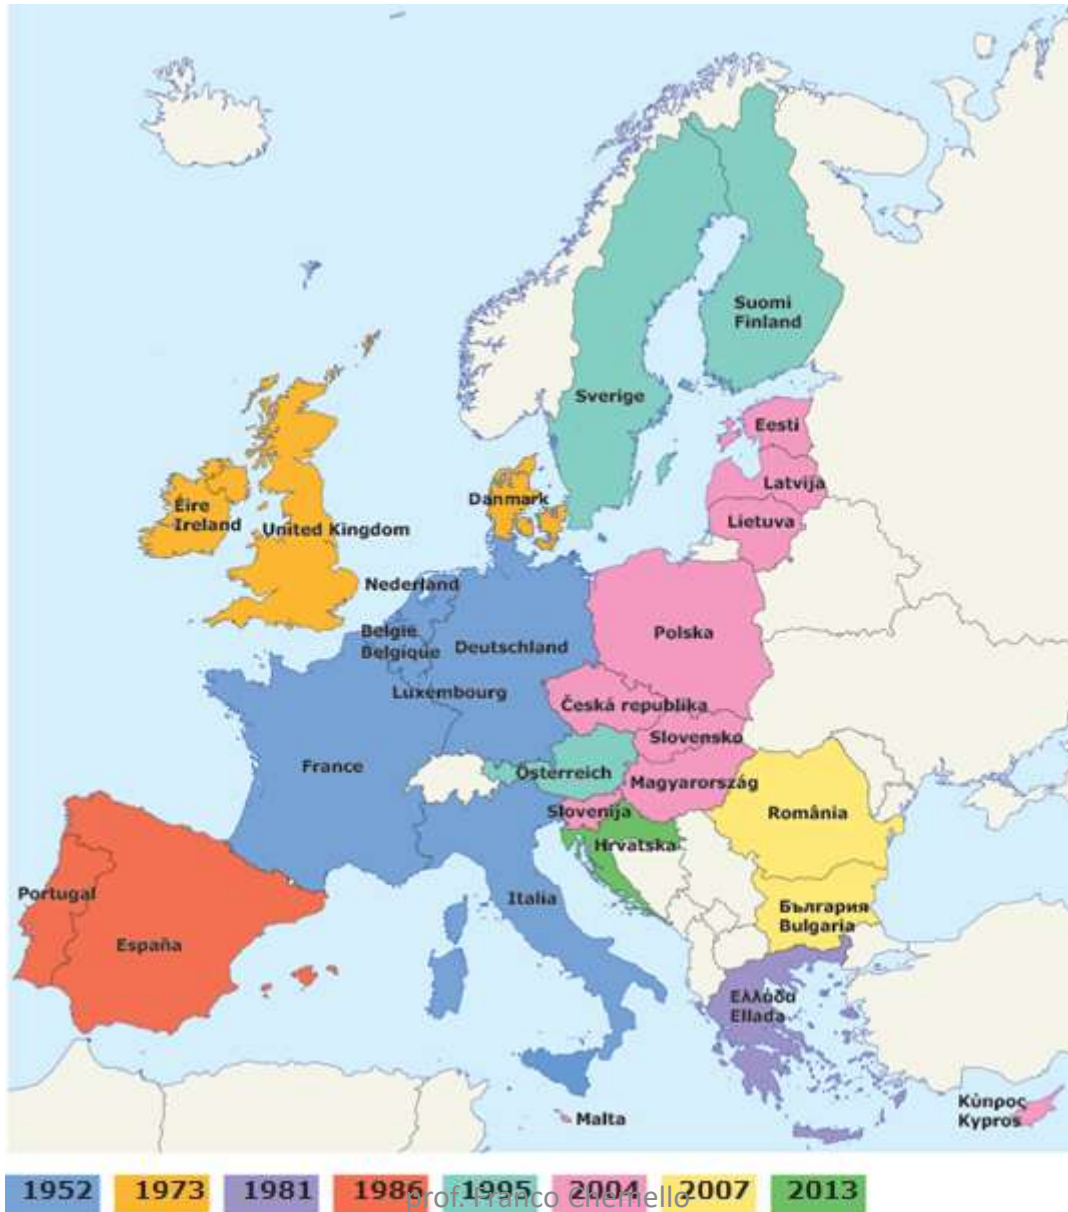 Suomi
Finland
Sverige
Eesti
Latvija
Lietuva
Danmark
Éire
Ireland
United Kingdom
Nederland
België
Belgique
Deutschland
Polska
Luxembourg
Česká republika
Slovensko
France
Österreich
Magyarország
Slovenija
România
Hrvatska
Portugal
Italia
България
Bulgaria
España
Ελλάδα
Ellada
Κύπρος
Kypros
Malta
1952 1973 1981 1986 1995 2004 2007 2013
prof. Franco Chemello